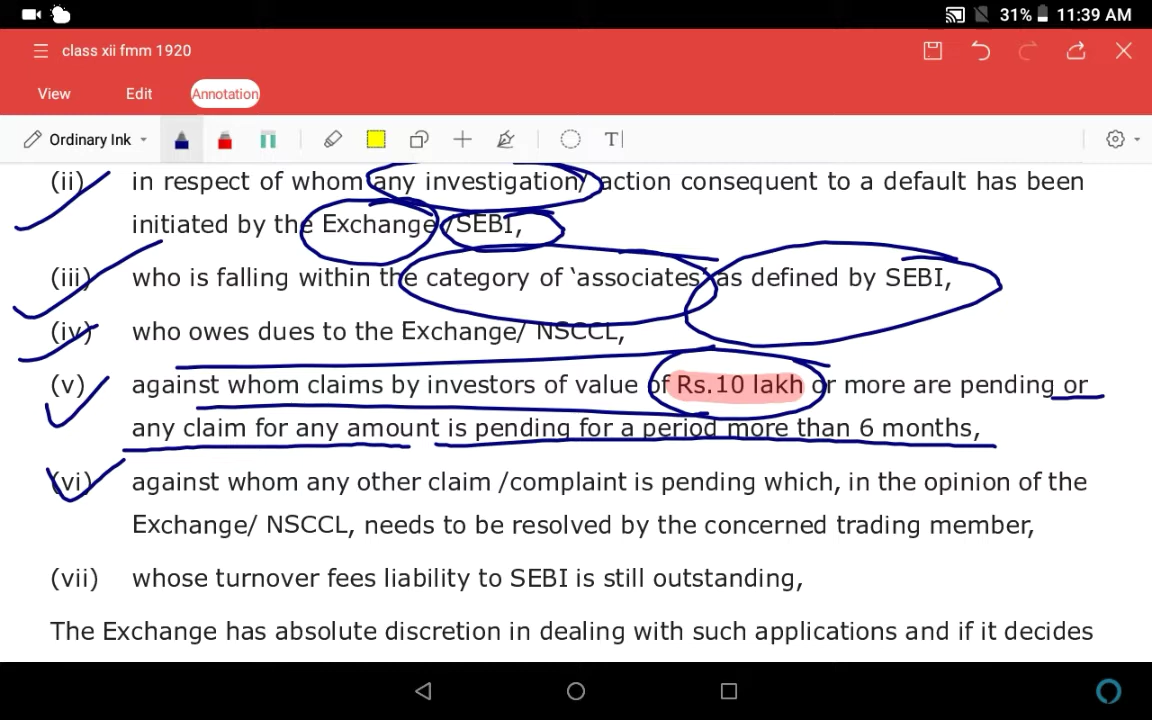 31% 11:39 AM
class xii fmm 1920
View Edit Annotation
Ordinary Ink T
(ii) in respect of whom any investigation/ action consequent to a default has been
initiated by the Exchange /SEBI,
(iii) who is falling within the category of ‘associates’ as defined by SEBI,
(iv) who owes dues to the Exchange/ NSCCL,
(v) against whom claims by investors of value of Rs.10 lakh or more are pending or
any claim for any amount is pending for a period more than 6 months,
(vi) against whom any other claim /complaint is pending which, in the opinion of the
Exchange/ NSCCL, needs to be resolved by the concerned trading member,
(vii) whose turnover fees liability to SEBI is still outstanding,
The Exchange has absolute discretion in dealing with such applications and if it decides